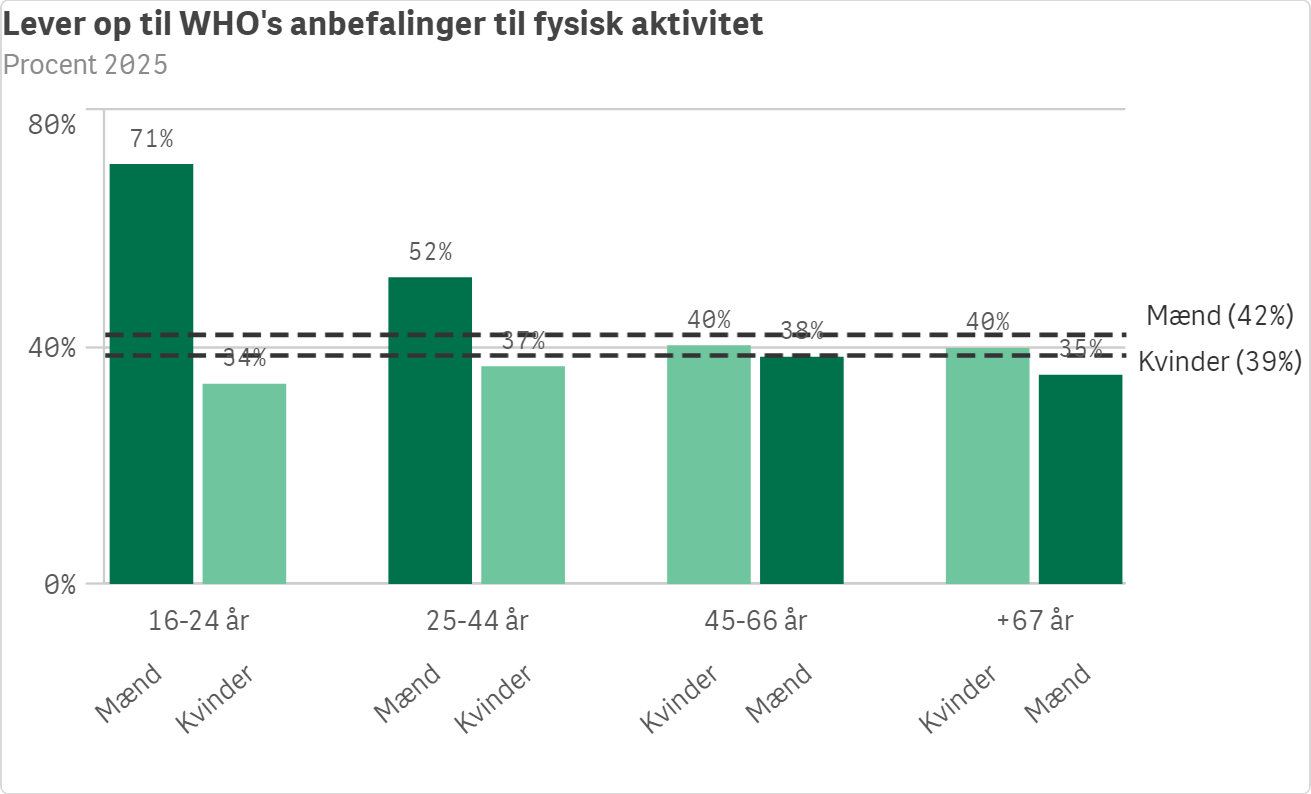 Lever op til WHO's anbefalinger til fysisk aktivitet
Procent 2025
80%
71%
52%
Mænd (42%)
40%
40%
38%
40%
37%
34%
35%
Kvinder (39%)
0%
16-24 år
25-44 år
45-66 år
+67 år
Mænd
Kvinder
Mænd
Kvinder
Kvinder
Mænd
Kvinder
Mænd